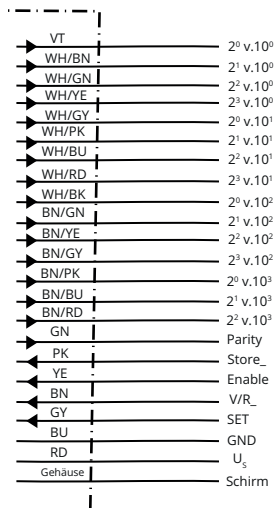 VT 2⁰ v.10⁰
WH/BN 2¹ v.10⁰
WH/GN 2² v.10⁰
WH/YE 2³ v.10⁰
WH/GY 2⁰ v.10¹
WH/PK 2¹ v.10¹
WH/BU 2² v.10¹
WH/RD 2³ v.10¹
WH/BK 2⁰ v.10²
BN/GN 2¹ v.10²
BN/YE 2² v.10²
BN/GY 2³ v.10²
BN/PK 2⁰ v.10³
BN/BU 2¹ v.10³
BN/RD 2² v.10³
GN Parity
PK Store_
YE Enable
BN V/R_
GY SET
BU GND
RD Uₛ
Gehäuse Schirm